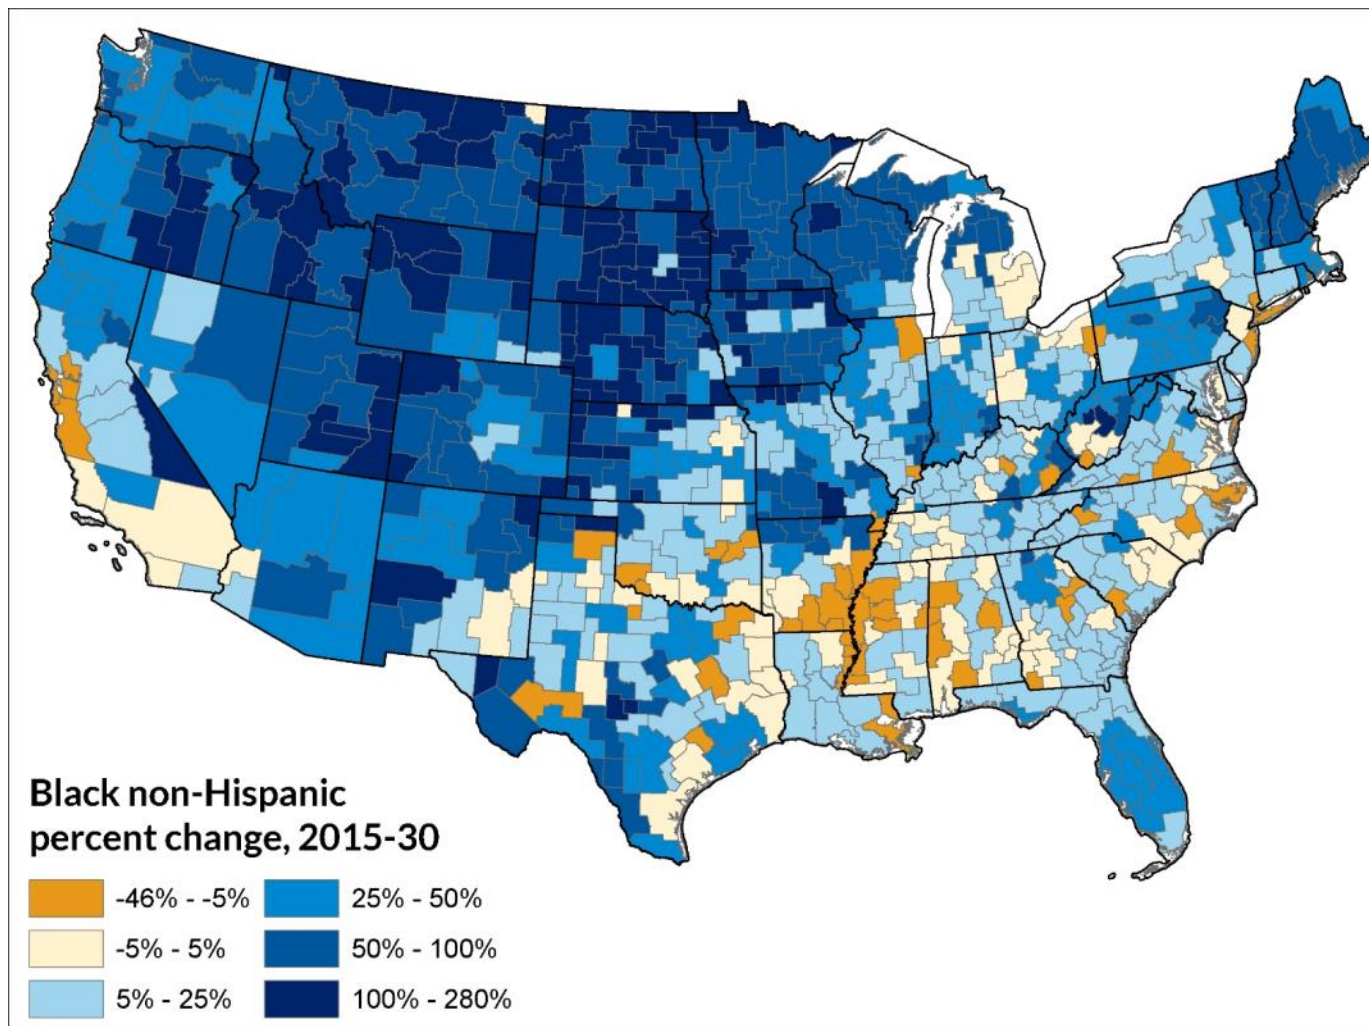 Black non-Hispanic
percent change, 2015-30
-46% - -5%
25% - 50%
-5% - 5%
50% - 100%
5% - 25%
100% - 280%